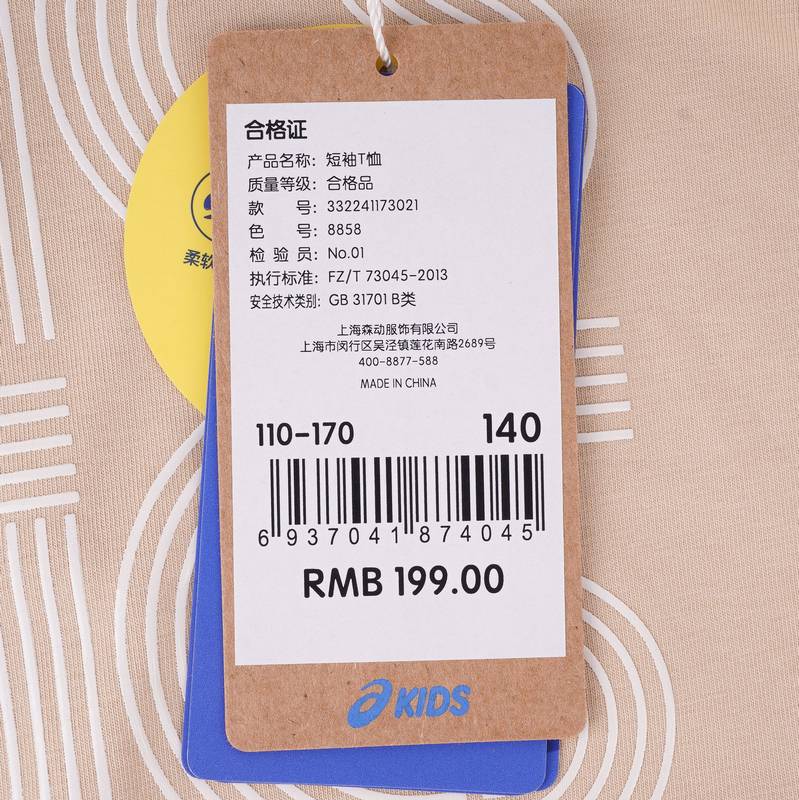 合格证
产品名称：短袖T恤
质量等级：合格品
款 号：332241173021
色 号：8858
检 验 员：No.01
执行标准：FZ/T 73045-2013
安全技术类别：GB 31701 B类
上海森动服饰有限公司
上海市闵行区吴泾镇莲花南路2689号
400-8877-588
MADE IN CHINA
110-170 140
6 937041 874045
RMB 199.00
KIDS
柔软